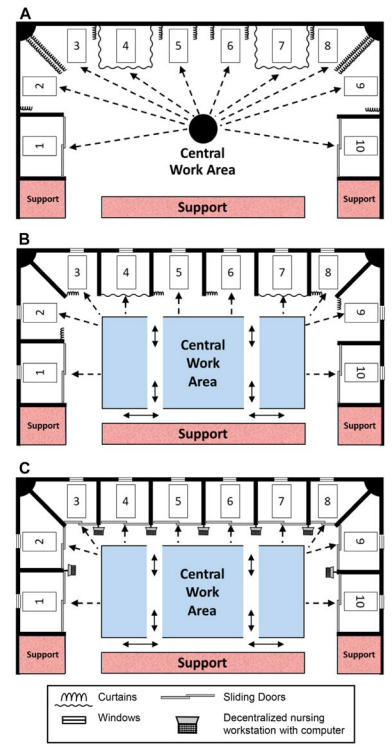 A
3 4 5 6 7 8
2 9
1 10
Central
Work Area
Support Support
Support
B
3 4 5 6 7 8
2 9
1 10
Central
Work
Area
Support Support
Support
C
3 4 5 6 7 8
2 9
1 10
Central
Work
Area
Support Support
Support
Curtains Sliding Doors
Windows Decentralized nursing
workstation with computer